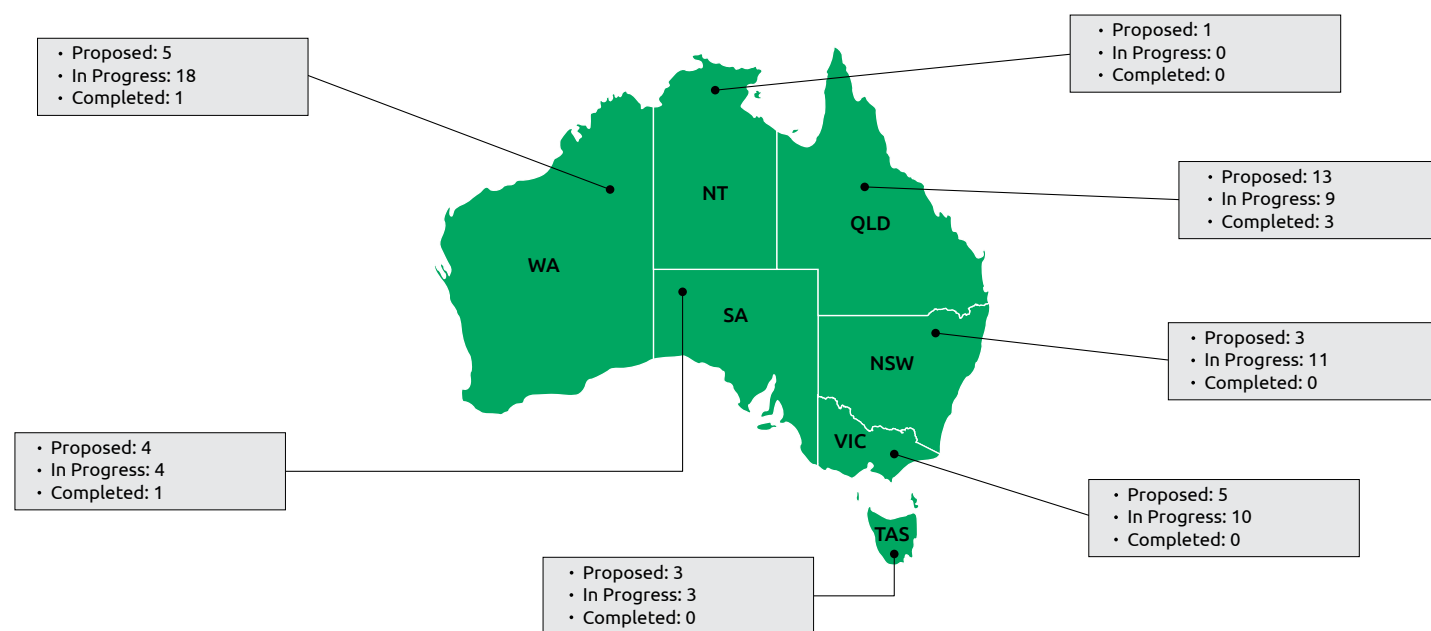 • Proposed: 5
• In Progress: 18
• Completed: 1
• Proposed: 1
• In Progress: 0
• Completed: 0
• Proposed: 13
• In Progress: 9
• Completed: 3
NT
QLD
WA
SA
NSW
• Proposed: 3
• In Progress: 11
• Completed: 0
VIC
• Proposed: 4
• In Progress: 4
• Completed: 1
• Proposed: 5
• In Progress: 10
• Completed: 0
TAS
• Proposed: 3
• In Progress: 3
• Completed: 0